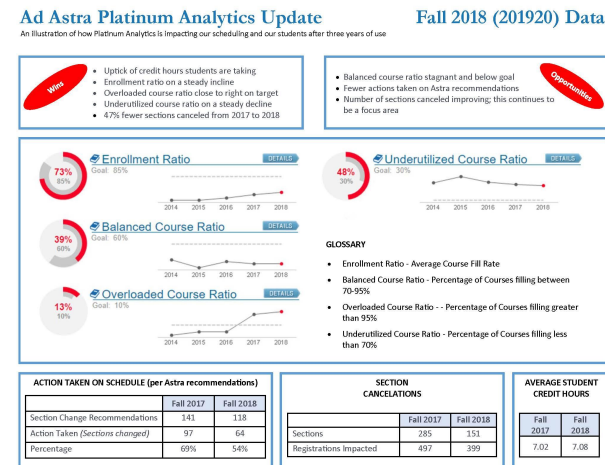 Ad Astra Platinum Analytics Update
Fall 2018 (201920) Data
An illustration of how Platinum Analytics is impacting our scheduling and our students after three years of use
Wins
• Uptick of credit hours students are taking
• Enrollment ratio on a steady incline
• Overloaded course ratio close to right on target
• Underutilized course ratio on a steady decline
• 47% fewer sections canceled from 2017 to 2018
Opportunities
• Balanced course ratio stagnant and below goal
• Fewer actions taken on Astra recommendations
• Number of sections canceled improving; this continues to
be a focus area
73%
85%
Enrollment Ratio
DETAILS
Goal: 85%
2014 2015 2016 2017 2018
39%
60%
Balanced Course Ratio
DETAILS
Goal: 60%
2014 2015 2016 2017 2018
13%
10%
Overloaded Course Ratio
DETAILS
Goal: 10%
2014 2015 2016 2017 2018
48%
30%
Underutilized Course Ratio
DETAILS
Goal: 30%
2014 2015 2016 2017 2018
GLOSSARY
• Enrollment Ratio - Average Course Fill Rate
• Balanced Course Ratio - Percentage of Courses filling between
70-95%
• Overloaded Course Ratio - - Percentage of Courses filling greater
than 95%
• Underutilized Course Ratio - Percentage of Courses filling less
than 70%
ACTION TAKEN ON SCHEDULE (per Astra recommendations)
Fall 2017 Fall 2018
Section Change Recommendations 141 118
Action Taken (Sections changed) 97 64
Percentage 69% 54%
SECTION
CANCELATIONS
Fall 2017 Fall 2018
Sections 285 151
Registrations Impacted 497 399
AVERAGE STUDENT
CREDIT HOURS
Fall Fall
2017 2018
7.02 7.08